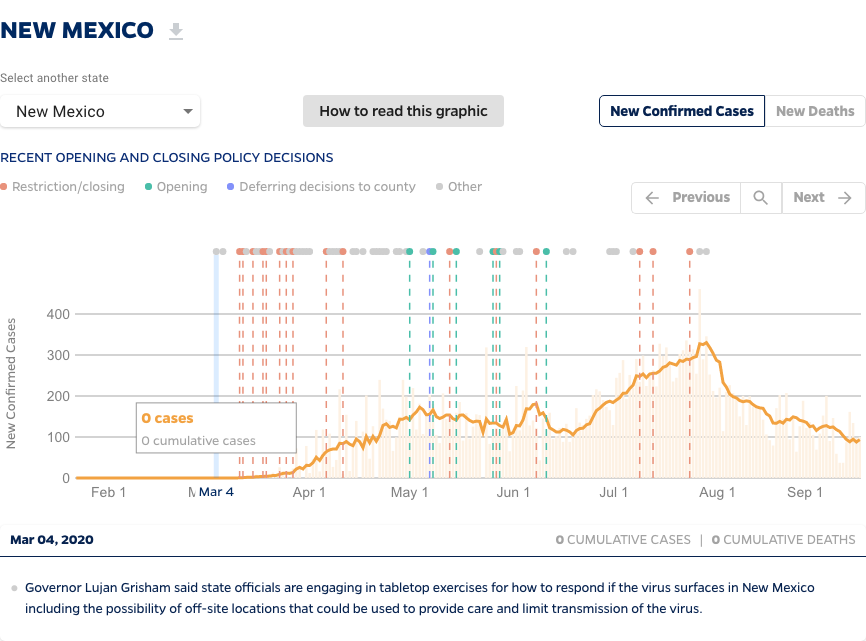 NEW MEXICO
Select another state
New Mexico
How to read this graphic
New Confirmed Cases
New Deaths
RECENT OPENING AND CLOSING POLICY DECISIONS
Restriction/closing
Opening
Deferring decisions to county
Other
Previous
Next
New Confirmed Cases
400
300
200
100
0
0 cases
0 cumulative cases
Feb 1
M
Mar 4
Apr 1
May 1
Jun 1
Jul 1
Aug 1
Sep 1
Mar 04, 2020
0 CUMULATIVE CASES | 0 CUMULATIVE DEATHS
Governor Lujan Grisham said state officials are engaging in tabletop exercises for how to respond if the virus surfaces in New Mexico
including the possibility of off-site locations that could be used to provide care and limit transmission of the virus.